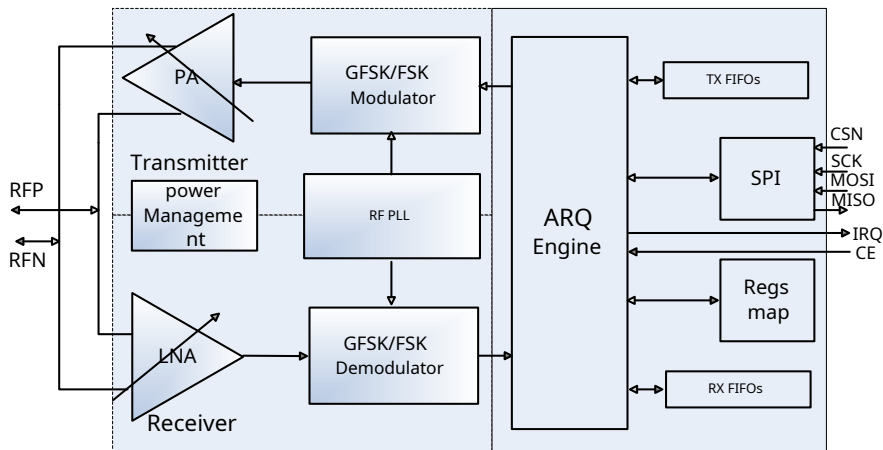 PA
GFSK/FSK
Modulator
TX FIFOs
CSN
SCK
MOSI
MISO
SPI
Transmitter
power
Manageme
nt
RF PLL
RFP
RFN
ARQ
Engine
IRQ
CE
Regs
map
LNA
GFSK/FSK
Demodulator
RX FIFOs
Receiver